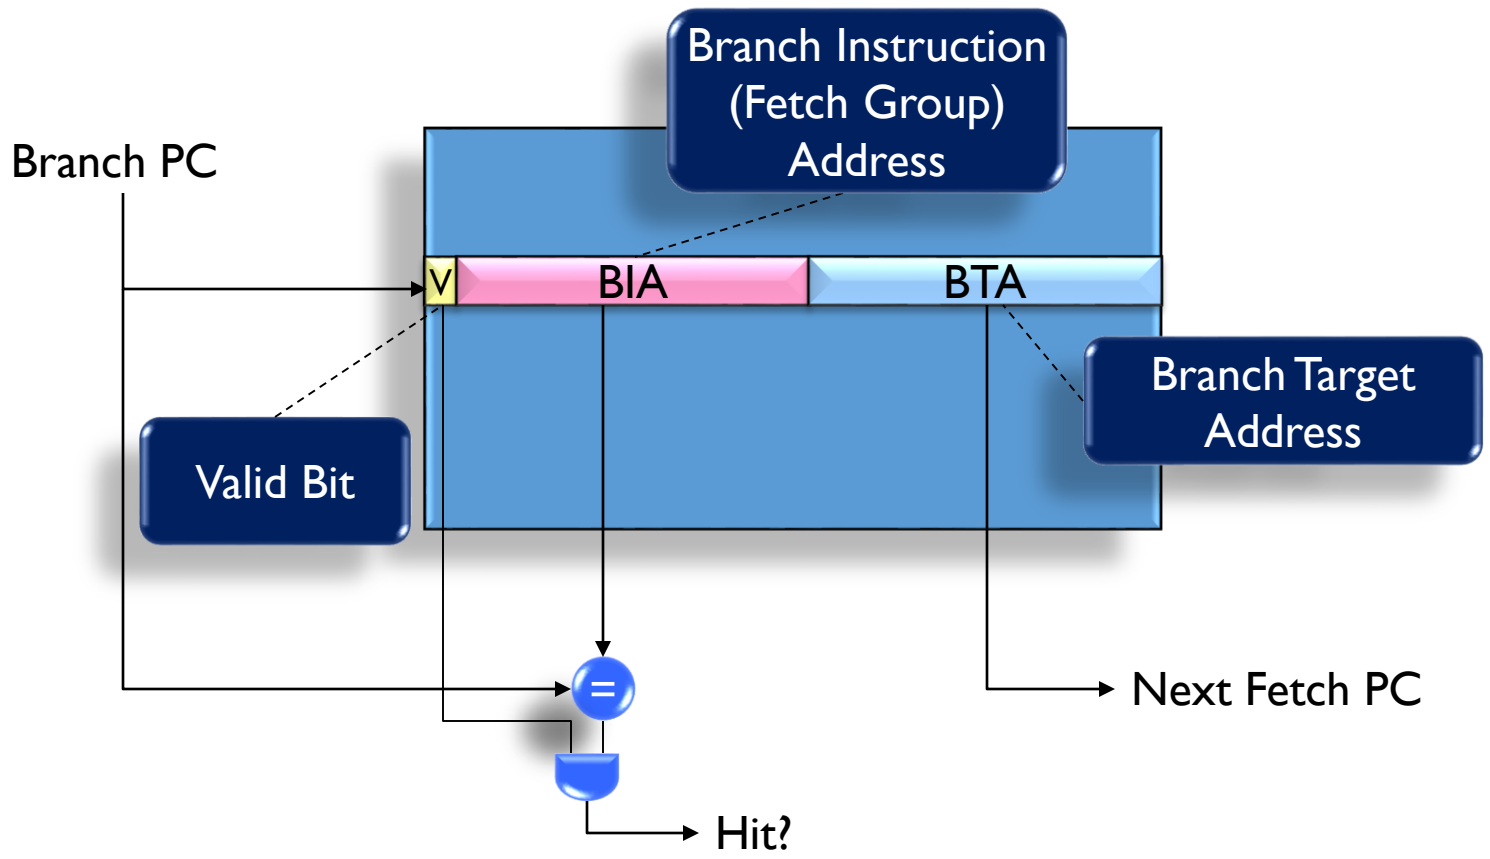 Branch Instruction
(Fetch Group)
Address
Branch PC
V
BIA
BTA
Branch Target
Address
Valid Bit
=
Next Fetch PC
Hit?